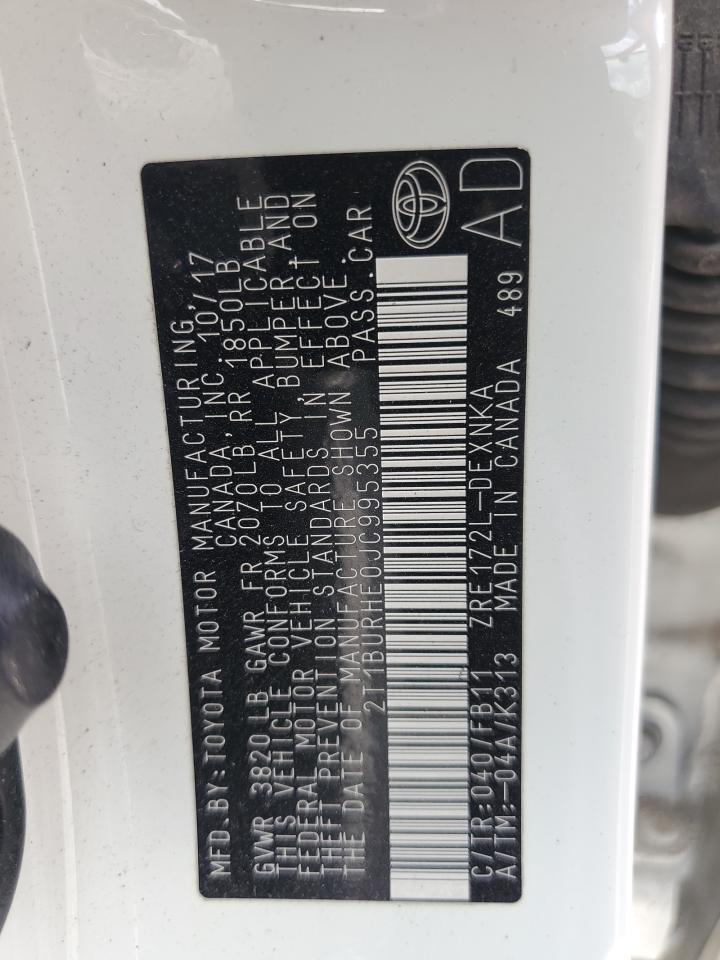 MFD.BY:TOYOTA MOTOR MANUFACTURING,
CANADA, INC. 10/17
GVWR 3820 LB GAWR FR 2070LB, RR 1850LB
THIS VEHICLE CONFORMS TO ALL APPLICABLE
FEDERAL MOTOR VEHICLE SAFETY, BUMPER, AND
THEFT PREVENTION STANDARDS IN EFFECT ON
THE DATE OF MANUFACTURE SHOWN ABOVE.
2T1BURHE0JC995355 PASS.CAR
C/TR:040/FB11 ZRE172L-DEXNKA
A/TM:-04A/K313 MADE IN CANADA 489
AD